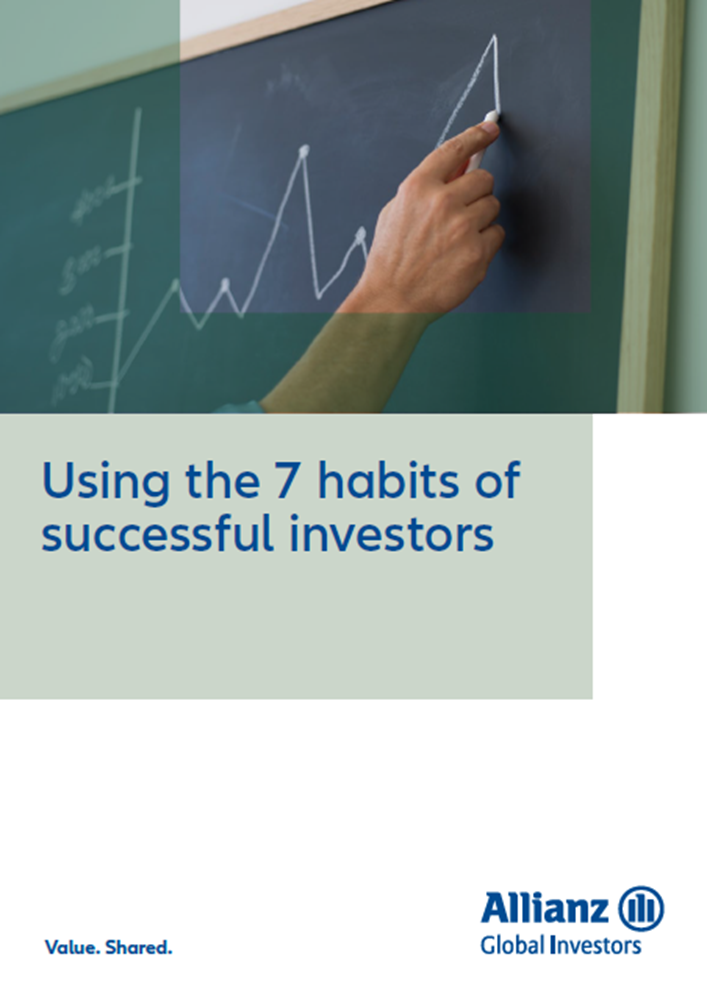 Using the 7 habits of
successful investors
Value. Shared.
Allianz
Global Investors